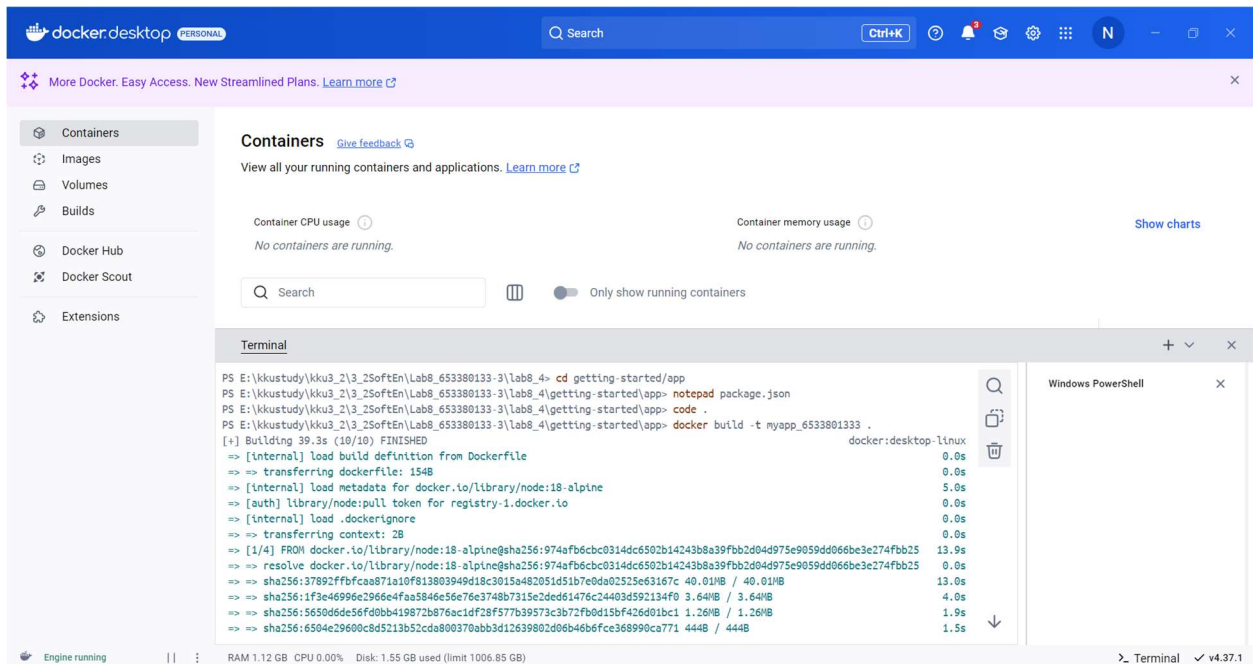 docker.desktop PERSONAL
Search
Ctrl+K
3
N
More Docker. Easy Access. New Streamlined Plans. Learn more
Containers
Images
Volumes
Builds
Docker Hub
Docker Scout
Extensions
Containers Give feedback
View all your running containers and applications. Learn more
Container CPU usage
No containers are running.
Container memory usage
No containers are running.
Show charts
Search
Only show running containers
Terminal
PS E:\kkustudy\kku3_2\3_2SoftEn\Lab8_653380133-3\lab8_4> cd getting-started/app
PS E:\kkustudy\kku3_2\3_2SoftEn\Lab8_653380133-3\lab8_4\getting-started\app> notepad package.json
PS E:\kkustudy\kku3_2\3_2SoftEn\Lab8_653380133-3\lab8_4\getting-started\app> code .
PS E:\kkustudy\kku3_2\3_2SoftEn\Lab8_653380133-3\lab8_4\getting-started\app> docker build -t myapp_6533801333 .
[+] Building 39.3s (10/10) FINISHED docker:desktop-linux
=> [internal] load build definition from Dockerfile 0.0s
=> => transferring dockerfile: 154B 0.0s
=> [internal] load metadata for docker.io/library/node:18-alpine 5.0s
=> [auth] library/node:pull token for registry-1.docker.io 0.0s
=> [internal] load .dockerignore 0.0s
=> => transferring context: 2B 0.0s
=> [1/4] FROM docker.io/library/node:18-alpine@sha256:974afb6cbc0314dc6502b14243b8a39fbb2d04d975e9059dd066be3e274fbb25 13.9s
=> => resolve docker.io/library/node:18-alpine@sha256:974afb6cbc0314dc6502b14243b8a39fbb2d04d975e9059dd066be3e274fbb25 0.0s
=> => sha256:37892ffbfcaa871a10f813803949d18c3015a482051d51b7e0da02525e63167c 40.01MB / 40.01MB 13.0s
=> => sha256:1f3e46996e2966e4faa5846e56e76e3748b7315e2ded61476c24403d592134f0 3.64MB / 3.64MB 4.0s
=> => sha256:5650d6de56fd0bb419872b876ac1df28f577b39573c3b72fb0d15bf426d01bc1 1.26MB / 1.26MB 1.9s
=> => sha256:6504e29600c8d5213b52cda800370abb3d12639802d06b46b6fce368990ca771 444B / 444B 1.5s
Windows PowerShell
Engine running
RAM 1.12 GB CPU 0.00% Disk: 1.55 GB used (limit 1006.85 GB)
Terminal
v4.37.1